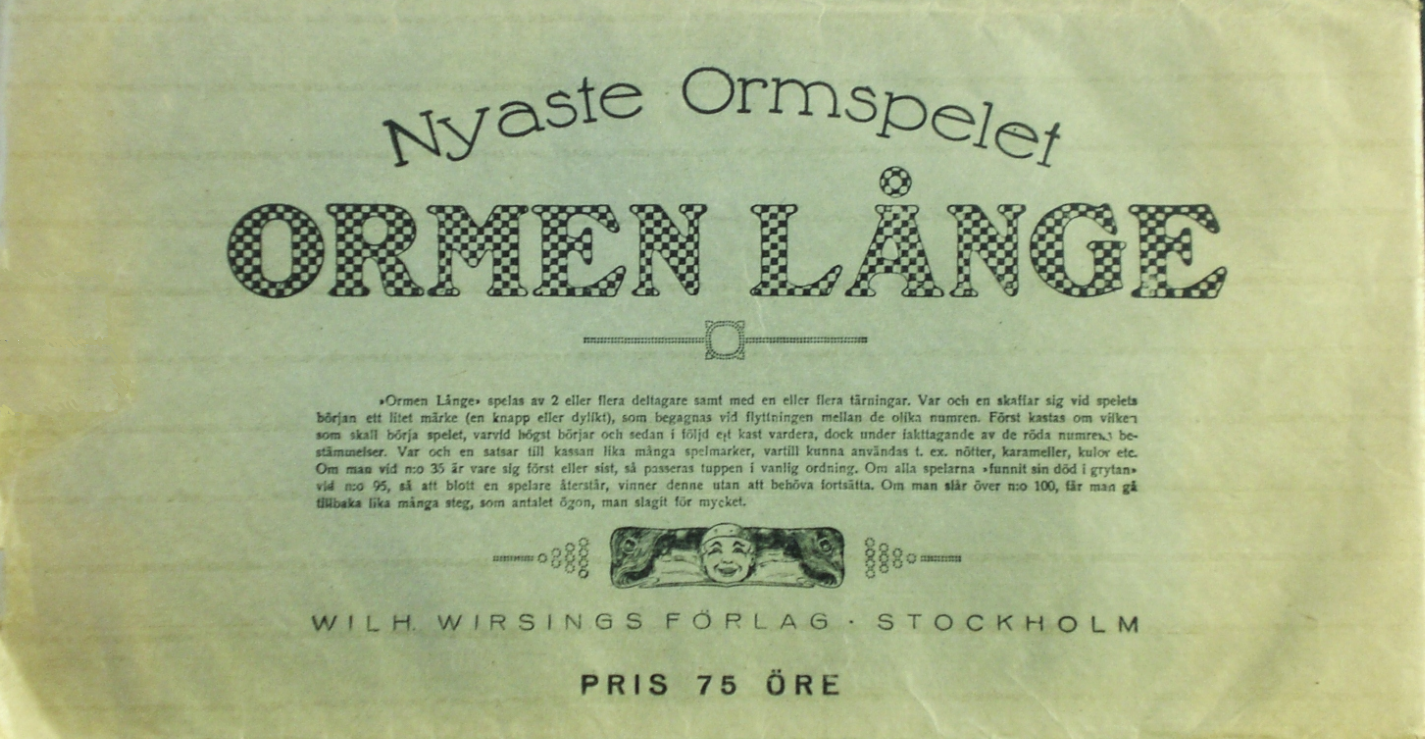 Nyaste Ormspelet
ORMEN LÅNGE
»Ormen Långe» spelas av 2 eller flera deltagare samt med en eller flera tärningar. Var och en skaffar sig vid spelets
början ett litet märke (en knapp eller dylikt), som begagnas vid flyttningen mellan de olika numren. Först kastas om vilken
som skall börja spelet, varvid högst börjar och sedan i följd ett kast vardera, dock under iakttagande av de röda numrens be-
stämmelser. Var och en satsar till kassan lika många spelmarker, vartill kunna användas t. ex. nötter, karameller, kulor etc.
Om man vid n:o 35 är vare sig först eller sist, så passeras tuppen i vanlig ordning. Om alla spelarna »funnit sin död i grytan»
vid n:o 95, så att blott en spelare återstår, vinner denne utan att behöva fortsätta. Om man slår över n:o 100, får man gå
tillbaka lika många steg, som antalet ögon, man slagit för mycket.
WILH. WIRSINGS FÖRLAG · STOCKHOLM
PRIS 75 ÖRE